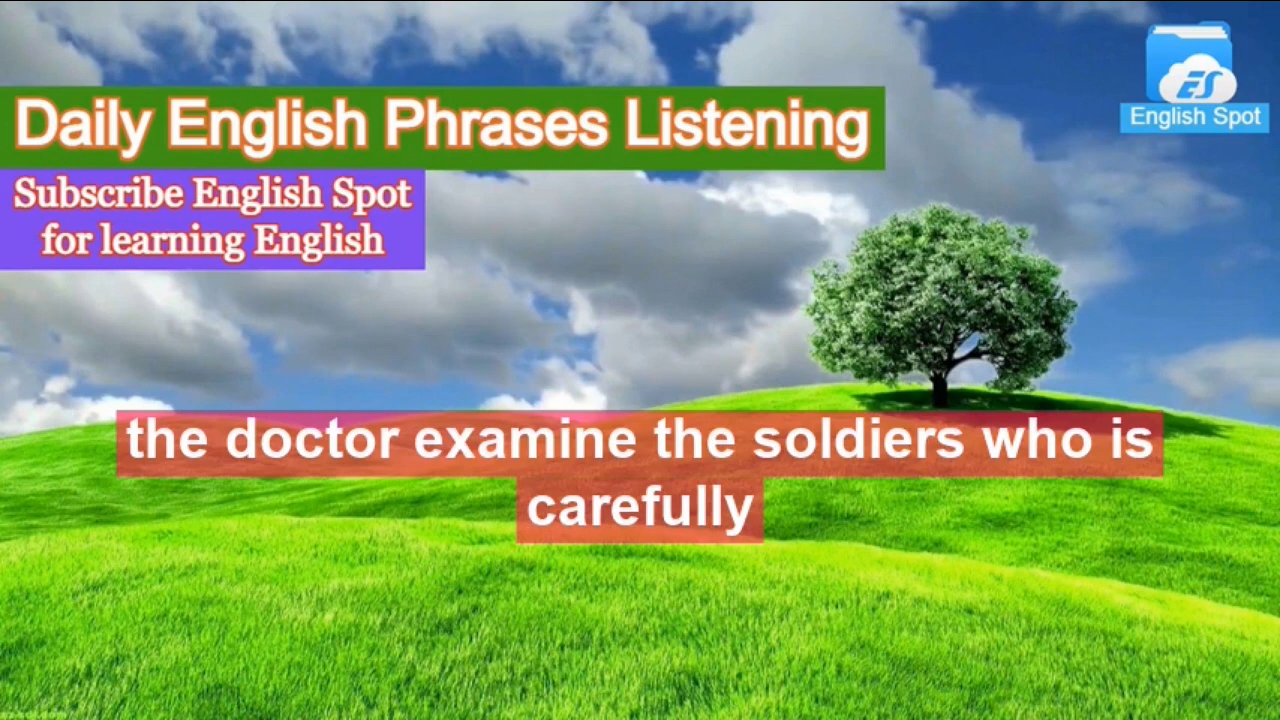 Daily English Phrases Listening
Subscribe English Spot
for learning English
ES
English Spot
the doctor examine the soldiers who is
carefully